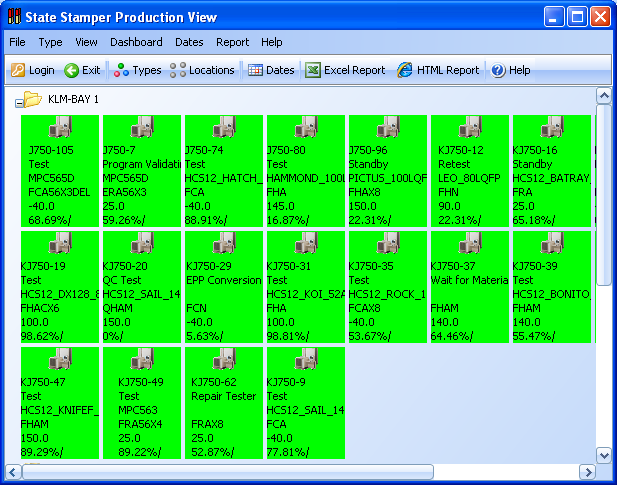 State Stamper Production View
File Type View Dashboard Dates Report Help
Login Exit Types Locations Dates Excel Report HTML Report Help
KLM-BAY 1
J750-105
Test
MPC565D
FCA56X3DEL
-40.0
68.69%/
J750-7
Program Validatin
MPC565D
ERA56X3
25.0
59.26%/
J750-74
Test
HCS12_HATCH_
FCA
-40.0
88.91%/
J750-80
Test
HAMMOND_100L
FHA
145.0
16.87%/
J750-96
Standby
PICTUS_100LQF
FHAX8
150.0
22.31%/
KJ750-12
Retest
LEO_80LQFP
FHN
90.0
22.31%/
KJ750-16
Standby
HCS12_BATRAY_
FRA
25.0
65.18%/
KJ750-19
Test
HCS12_DX128_8
FHACX6
100.0
98.62%/
KJ750-20
QC Test
HCS12_SAIL_14
QHAM
150.0
0%/
KJ750-29
EPP Conversion
FCN
-40.0
5.63%/
KJ750-31
Test
HCS12_KOI_52A
FHA
100.0
98.81%/
KJ750-35
Test
HCS12_ROCK_1
FCAX8
-40.0
53.67%/
KJ750-37
Wait for Materia
FHAM
140.0
64.46%/
KJ750-39
Test
HCS12_BONITO_
FHAM
140.0
55.47%/
KJ750-47
Test
HCS12_KNIFEF_
FHAM
150.0
89.29%/
KJ750-49
Test
MPC563
FRA56X4
25.0
89.22%/
KJ750-62
Repair Tester
FRAX8
25.0
52.87%/
KJ750-9
Test
HCS12_SAIL_14
FCA
-40.0
77.81%/